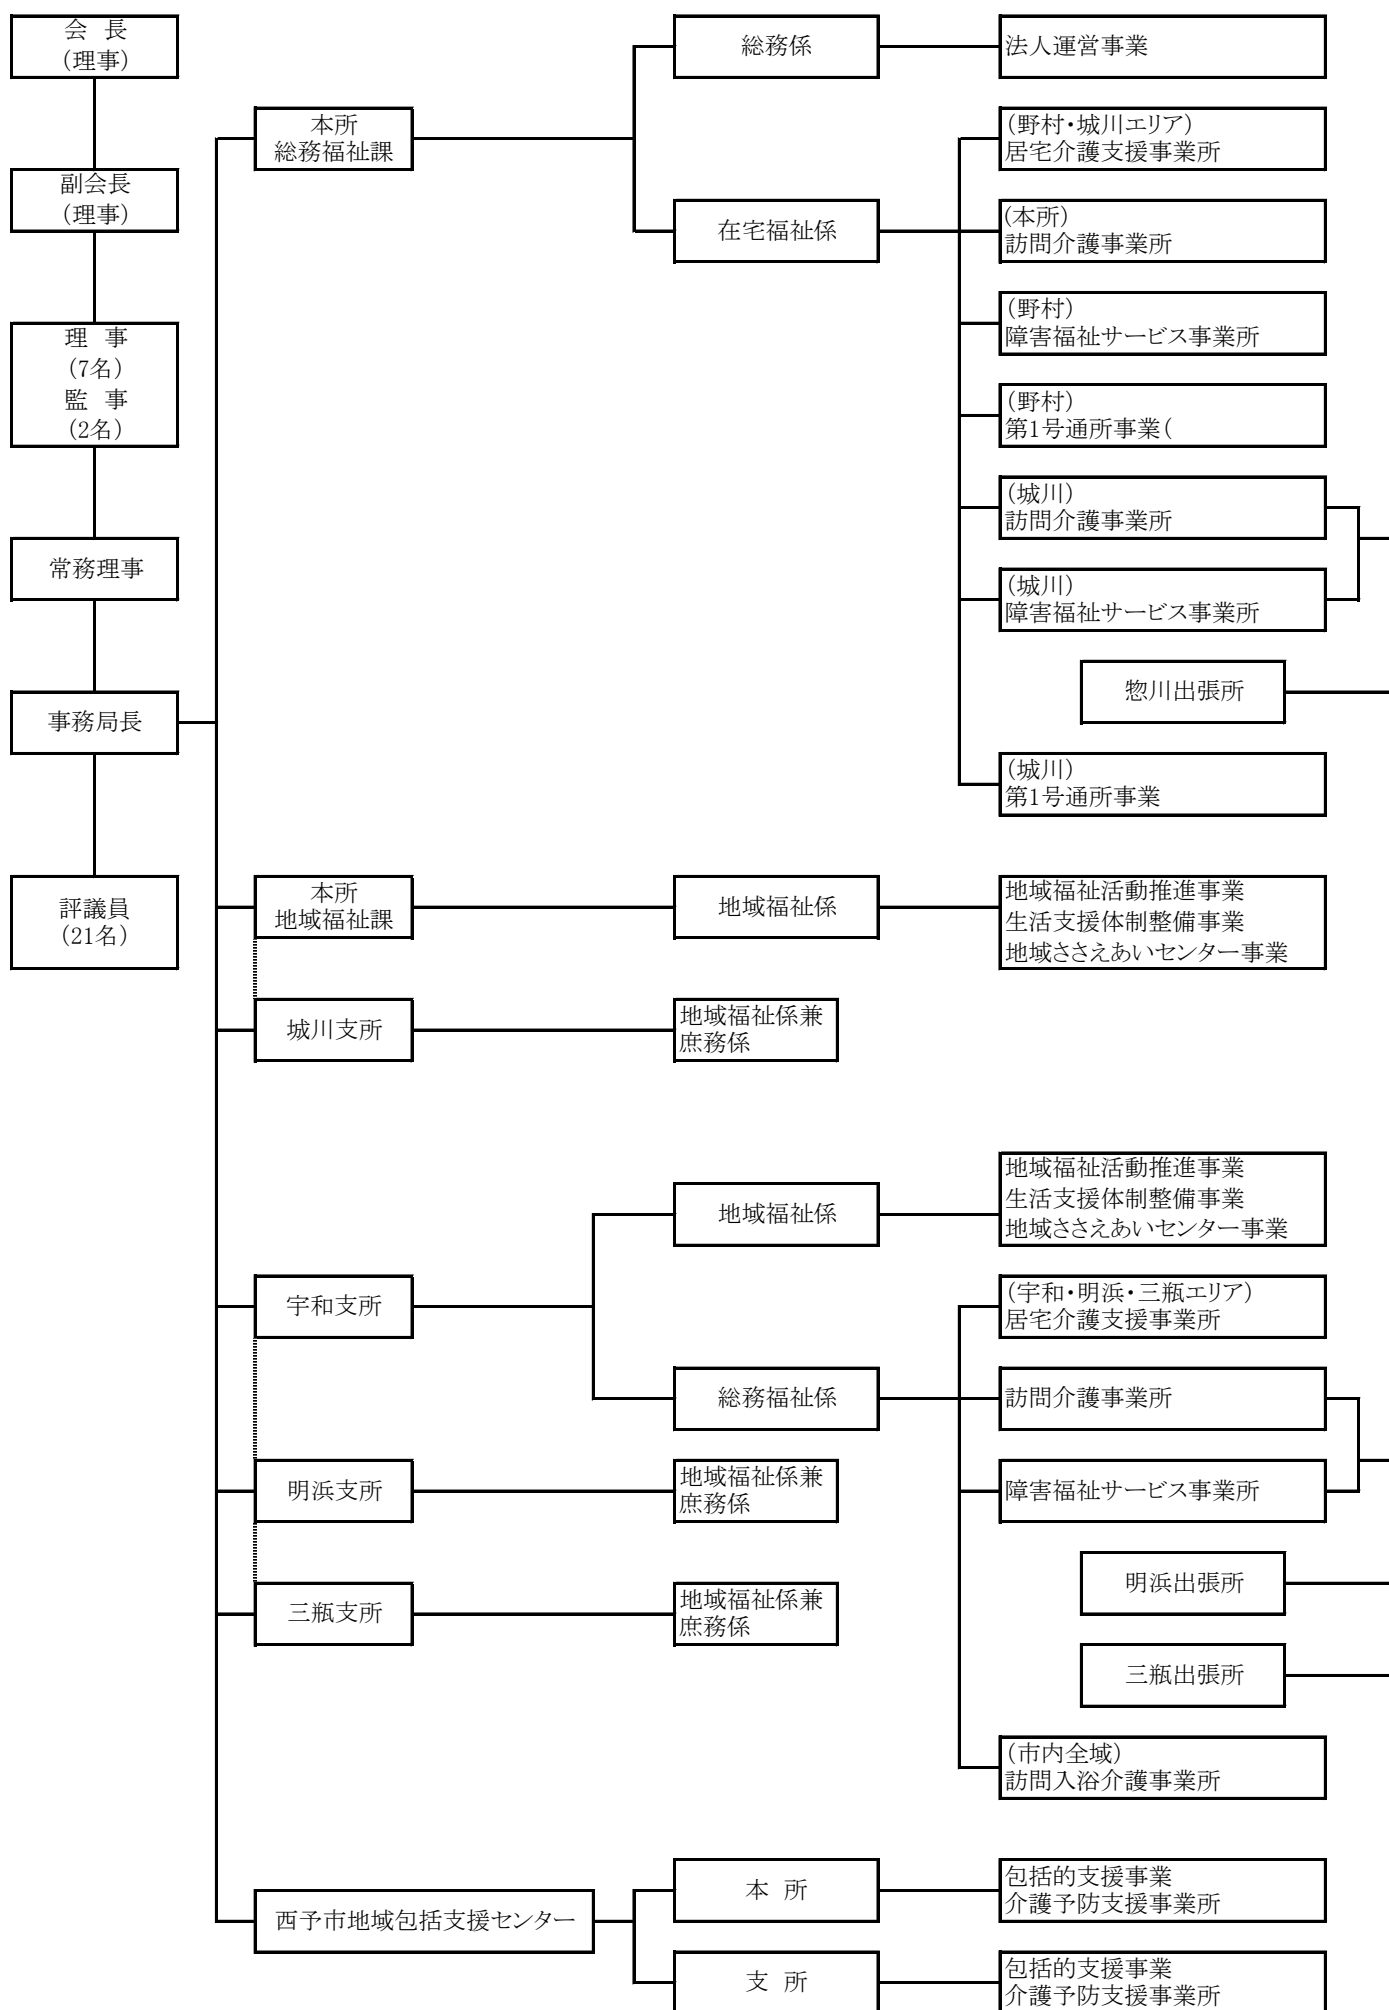 会 長
(理事)
副会長
(理事)
理 事
(7名)
監 事
(2名)
常務理事
事務局長
評議員
(21名)
本所
総務福祉課
総務係
法人運営事業
在宅福祉係
(野村・城川エリア)
居宅介護支援事業所
(本所)
訪問介護事業所
(野村)
障害福祉サービス事業所
(野村)
第1号通所事業(
(城川)
訪問介護事業所
(城川)
障害福祉サービス事業所
惣川出張所
(城川)
第1号通所事業
本所
地域福祉課
地域福祉係
地域福祉活動推進事業
生活支援体制整備事業
地域ささえあいセンター事業
城川支所
地域福祉係兼
庶務係
宇和支所
地域福祉係
地域福祉活動推進事業
生活支援体制整備事業
地域ささえあいセンター事業
総務福祉係
(宇和・明浜・三瓶エリア)
居宅介護支援事業所
訪問介護事業所
障害福祉サービス事業所
明浜出張所
三瓶出張所
(市内全域)
訪問入浴介護事業所
明浜支所
地域福祉係兼
庶務係
三瓶支所
地域福祉係兼
庶務係
西予市地域包括支援センター
本 所
包括的支援事業
介護予防支援事業所
支 所
包括的支援事業
介護予防支援事業所